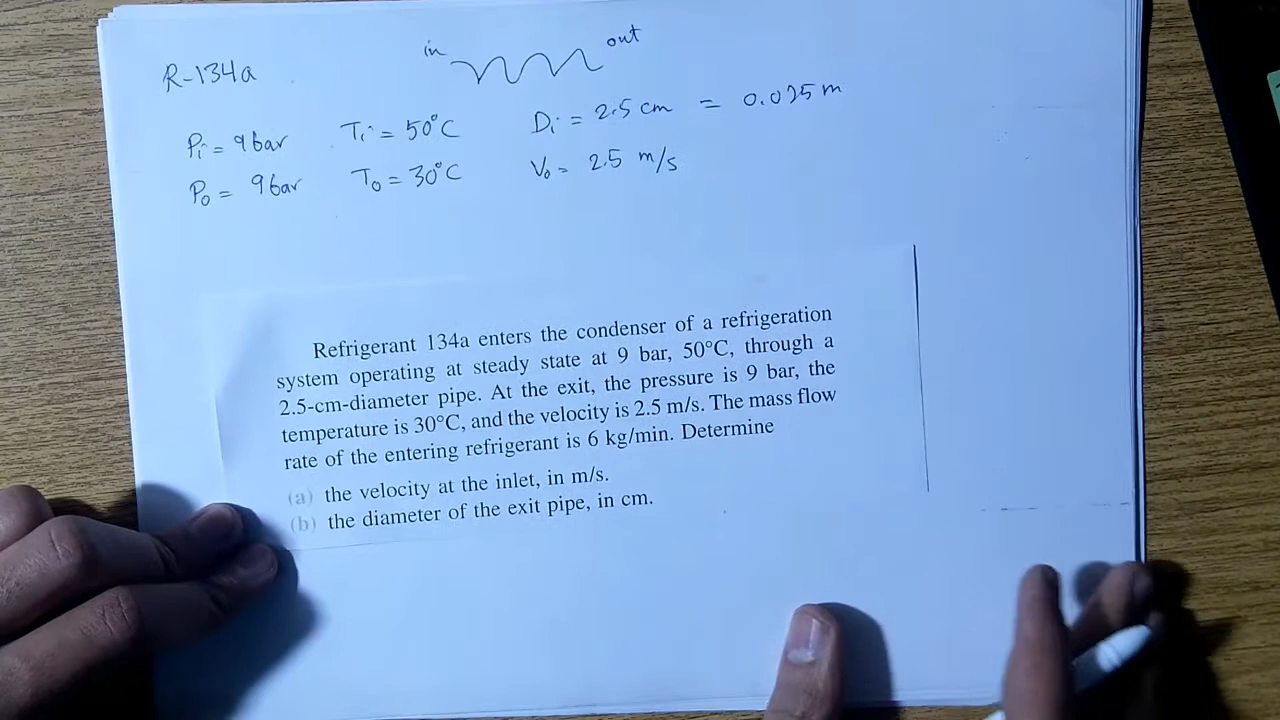 in out
R-134a
Pi = 9bar Ti = 50°C Di = 2.5 cm = 0.025 m
Po = 9bar To = 30°C Vo = 2.5 m/s
Refrigerant 134a enters the condenser of a refrigeration
system operating at steady state at 9 bar, 50°C, through a
2.5-cm-diameter pipe. At the exit, the pressure is 9 bar, the
temperature is 30°C, and the velocity is 2.5 m/s. The mass flow
rate of the entering refrigerant is 6 kg/min. Determine
(a) the velocity at the inlet, in m/s.
(b) the diameter of the exit pipe, in cm.